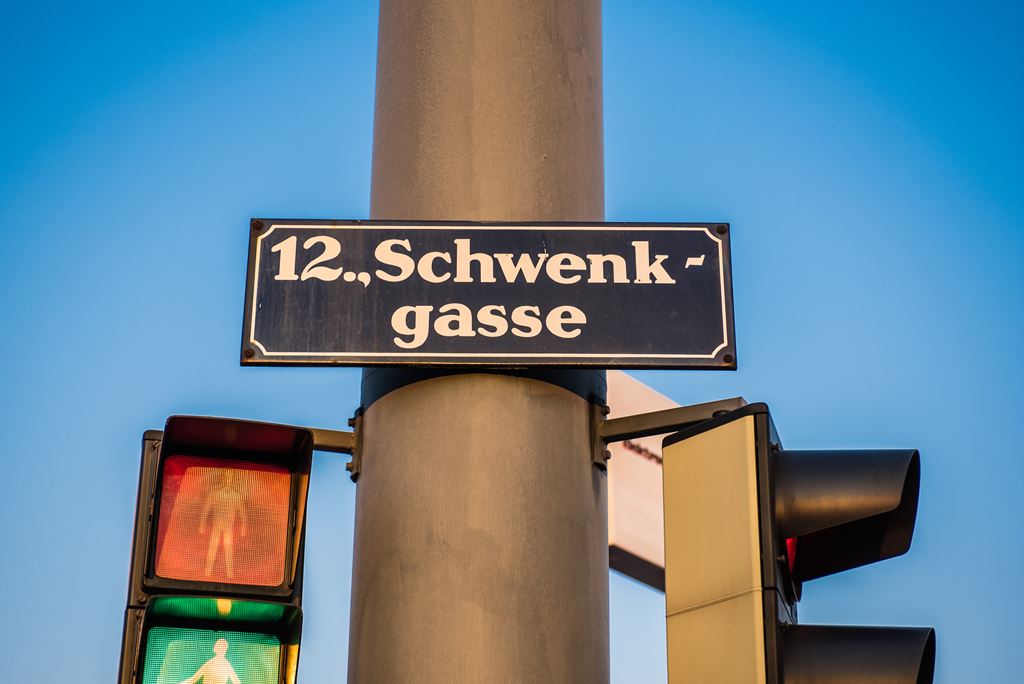 12., Schwenk-
gasse